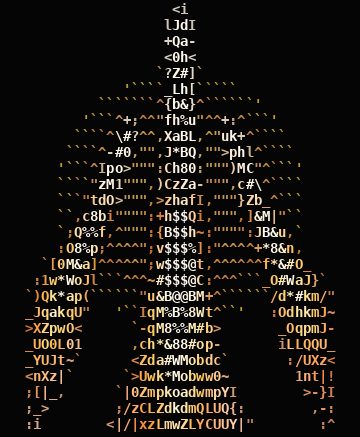 <i
lJdI
+Qa-
<0h<
`?Z#]`
'````_Lh[`````
```````^{b&}^``````'
'```^+;^^"fh%u"^^+:^```'
````^\#?^^,XaBL,^"uk+^````
````^-#0,"",J*BQ,"">phl^````
'```^Ipo>""":Ch80:""")MC"^```'
````"zM1""",)CzZa-""",c#\^````
```"tdO>""",>zhafI,"""}Zb_^```
``,c8bi"""":+h$$Qi,""",]&M|"``
`;Q%%f,^""":{B$$h~:"""":JB&u,`
:O8%p;^^^^";v$$$%]:"^^^^+*8&n,
`[0M&a]^^^^^";w$$$@t,^^^^^^f*&#O_
:1w*WoJl```^^^~#$$$@C:^^^```_O#WaJ}`
)Qk*ap(``````"u&B@@BM+^``````/d*#km/"
_JqakQU"   '``IqM%B%8Wt^``'   :OdhkmJ~
>XZpwO<      `-qM8%%M#b>      _OqpmJ-
_UO0L01      ,ch*&88#op-      iLLQQU_
_YUJt~`     <Zda#WMobdc`       :/UXz<
<nXz|`      `>Uwk*Mobww0~        1nt|!
;[|_,      `|0ZmpkoadwmpYI        >-}I
;_>        ;/zCLZdkdmQLUQ{:        ,-:
:i        <|/|xzLmwZLYCUUY|"        :^